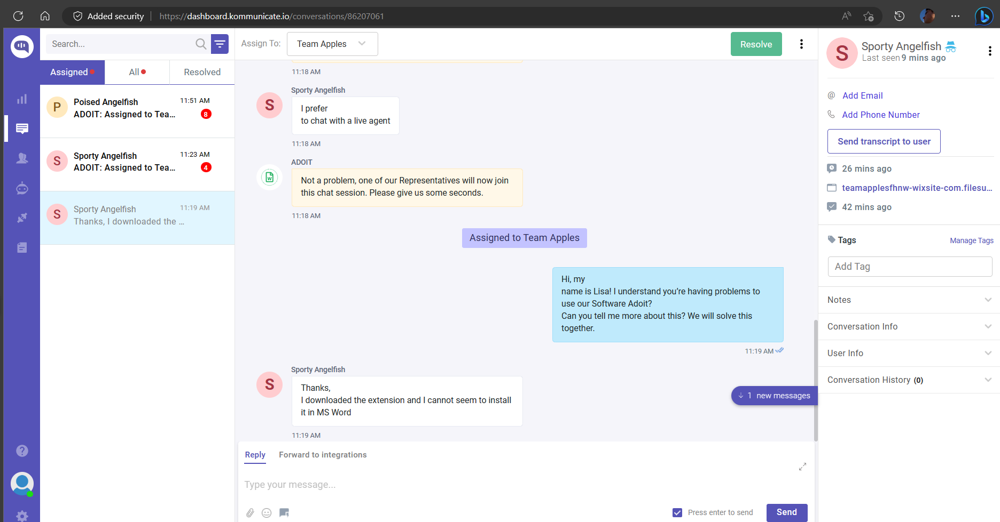 Added security
https://dashboard.kommunicate.io/conversations/86207061
Search...
Assigned
All
Resolved
P
Poised Angelfish
11:51 AM
ADOIT: Assigned to Tea...
8
S
Sporty Angelfish
11:23 AM
ADOIT: Assigned to Tea...
4
S
Sporty Angelfish
11:19 AM
Thanks, I downloaded the ...
Assign To:
Team Apples
Resolve
11:18 AM
Sporty Angelfish
S
I prefer
to chat with a live agent
11:18 AM
ADOIT
W
Not a problem, one of our Representatives will now join
this chat session. Please give us some seconds.
11:18 AM
Assigned to Team Apples
Hi, my
name is Lisa! I understand you’re having problems to
use our Software Adoit?
Can you tell me more about this? We will solve this
together.
11:19 AM
Sporty Angelfish
S
Thanks,
I downloaded the extension and I cannot seem to install
it in MS Word
11:19 AM
↓ 1 new messages
Reply
Forward to integrations
Type your message...
Press enter to send
Send
S
Sporty Angelfish
Last seen 9 mins ago
@ Add Email
Add Phone Number
Send transcript to user
26 mins ago
teamapplesfhnw-wixsite-com.filesu...
42 mins ago
Tags
Manage Tags
Add Tag
Notes
Conversation Info
User Info
Conversation History (0)